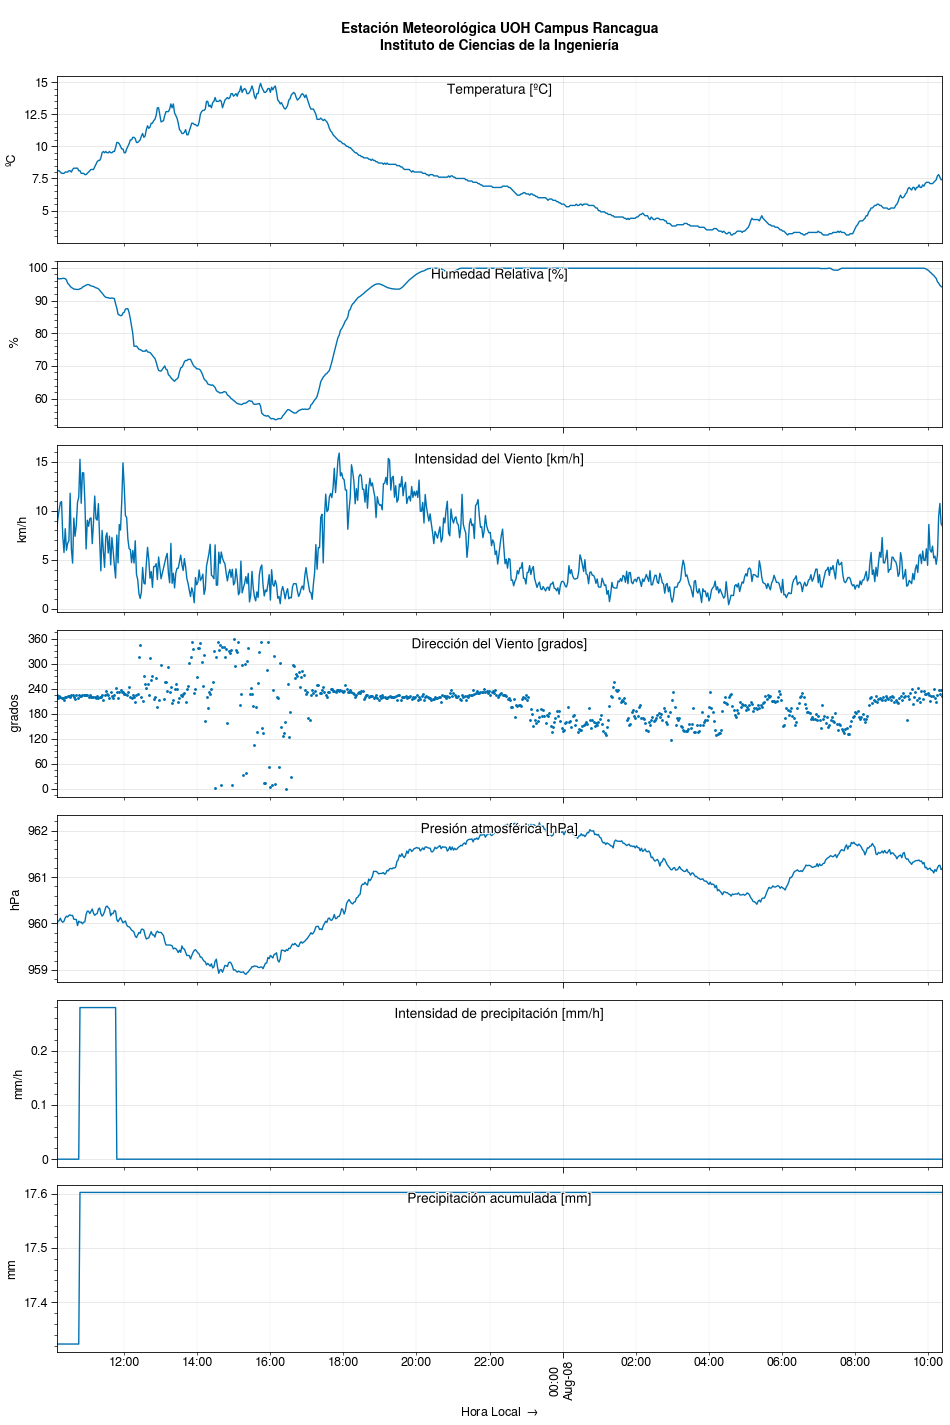 Estación Meteorológica UOH Campus Rancagua
Instituto de Ciencias de la Ingeniería
Temperatura [ºC]
ºC
15
12.5
10
7.5
5
Humedad Relativa [%]
%
100
90
80
70
60
Intensidad del Viento [km/h]
km/h
15
10
5
0
Dirección del Viento [grados]
grados
360
300
240
180
120
60
0
Presión atmosférica [hPa]
hPa
962
961
960
959
Intensidad de precipitación [mm/h]
mm/h
0.2
0.1
0
Precipitación acumulada [mm]
mm
17.6
17.5
17.4
12:00 14:00 16:00 18:00 20:00 22:00 00:00 02:00 04:00 06:00 08:00 10:00
Aug-08
Hora Local →